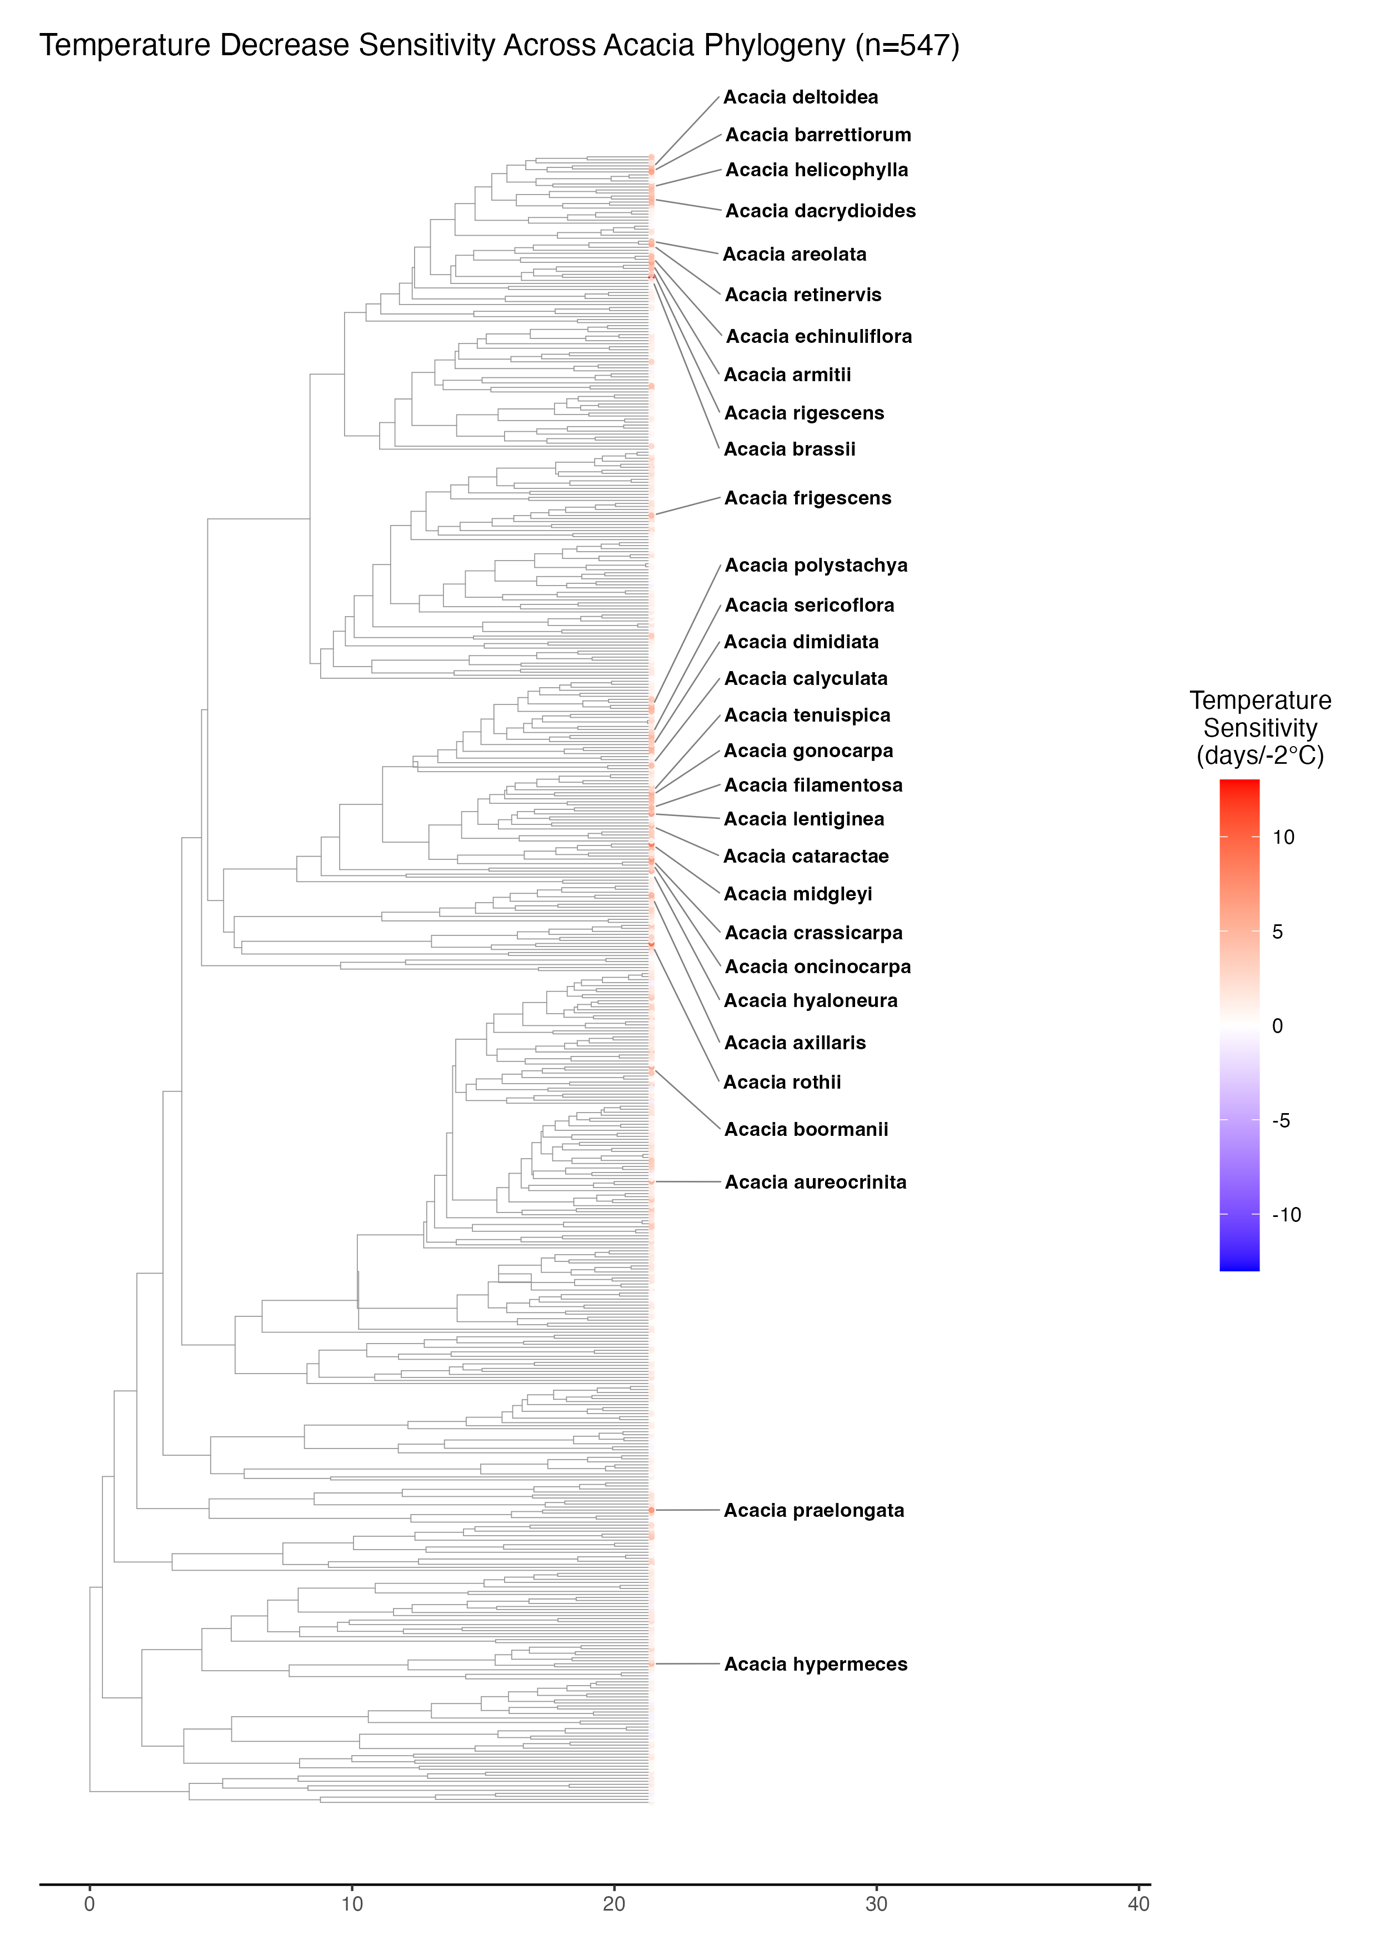 Temperature Decrease Sensitivity Across Acacia Phylogeny (n=547)
Acacia deltoidea
Acacia barrettiorum
Acacia helicophylla
Acacia dacrydioides
Acacia areolata
Acacia retinervis
Acacia echinuliflora
Acacia armitii
Acacia rigescens
Acacia brassii
Acacia frigescens
Acacia polystachya
Acacia sericoflora
Acacia dimidiata
Acacia calyculata
Acacia tenuispica
Acacia gonocarpa
Acacia filamentosa
Acacia lentiginea
Acacia cataractae
Acacia midgleyi
Acacia crassicarpa
Acacia oncinocarpa
Acacia hyaloneura
Acacia axillaris
Acacia rothii
Acacia boormanii
Acacia aureocrinita
Acacia praelongata
Acacia hypermeces
Temperature
Sensitivity
(days/-2°C)
10
5
0
-5
-10
0 10 20 30 40